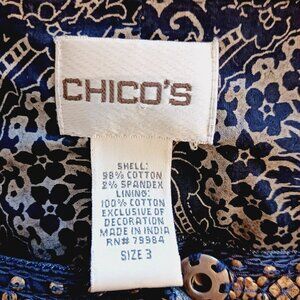 CHICO'S
SHELL:
98% COTTON
2% SPANDEX
LINING:
100% COTTON
EXCLUSIVE OF
DECORATION
MADE IN INDIA
RN# 79984
SIZE 3